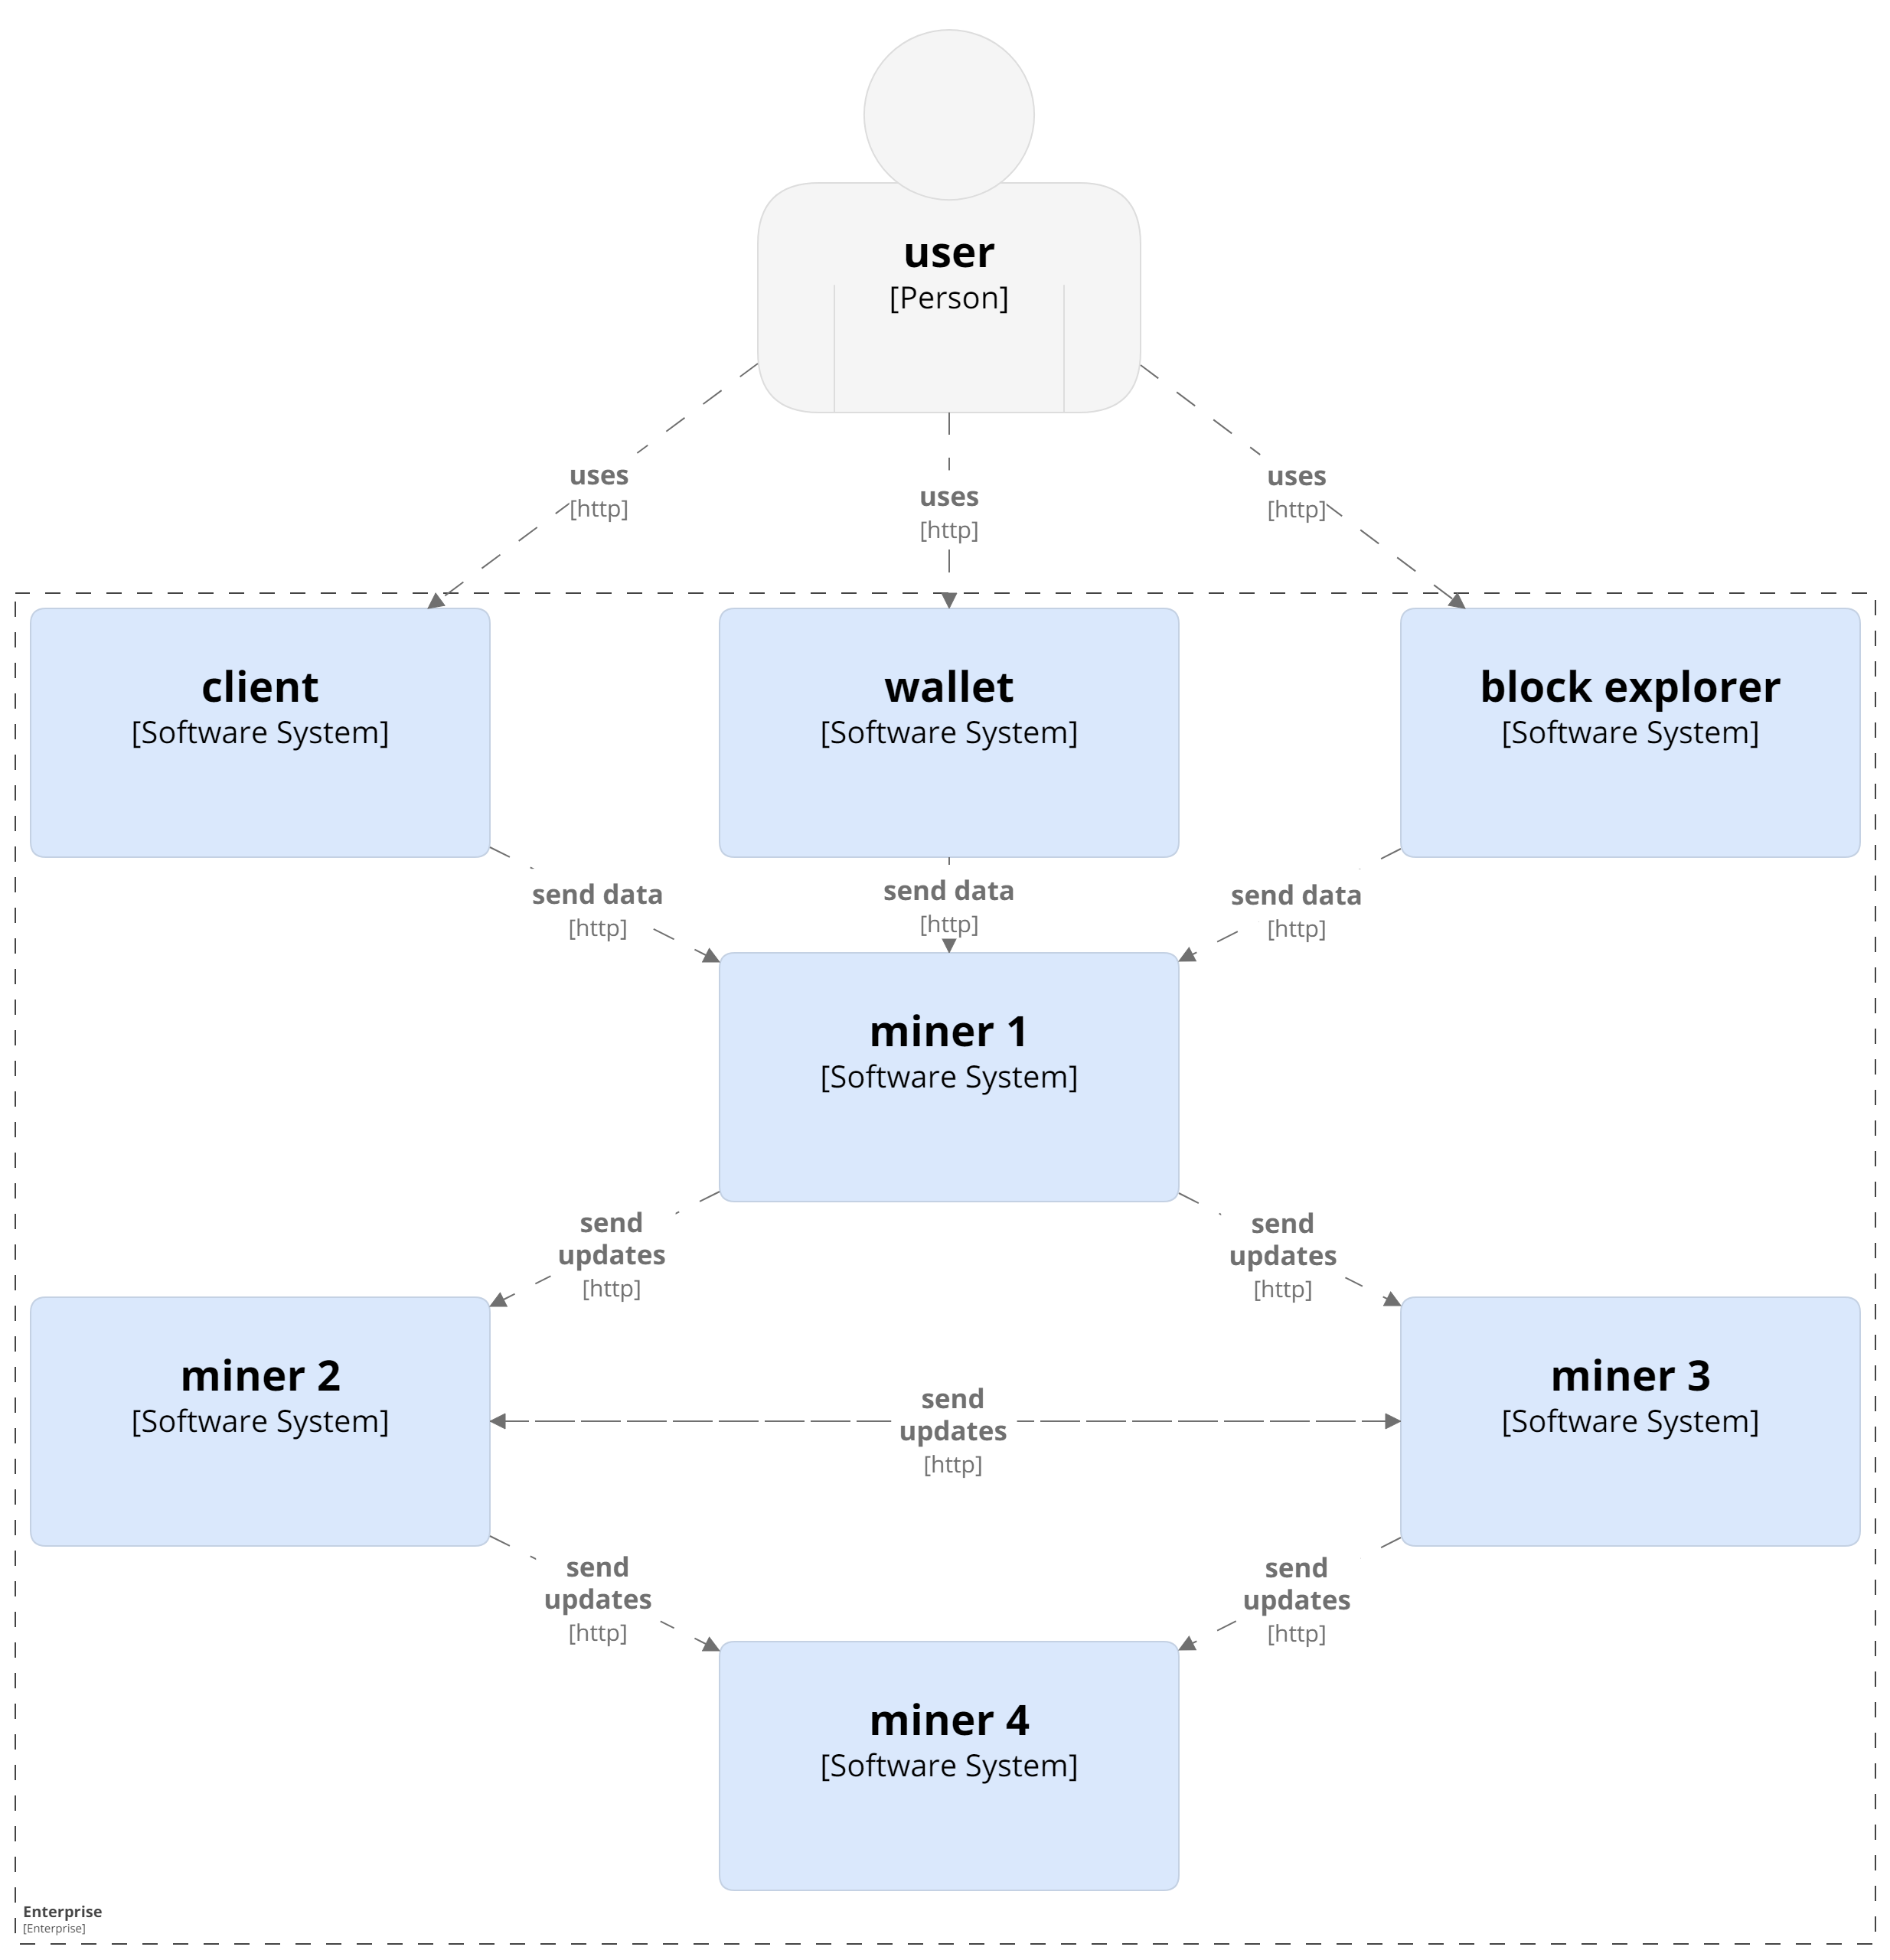 user
[Person]
uses
[http]
uses
[http]
uses
[http]
client
[Software System]
wallet
[Software System]
block explorer
[Software System]
send data
[http]
send data
[http]
send data
[http]
miner 1
[Software System]
send
updates
[http]
send
updates
[http]
miner 2
[Software System]
send
updates
[http]
miner 3
[Software System]
send
updates
[http]
send
updates
[http]
miner 4
[Software System]
Enterprise
[Enterprise]